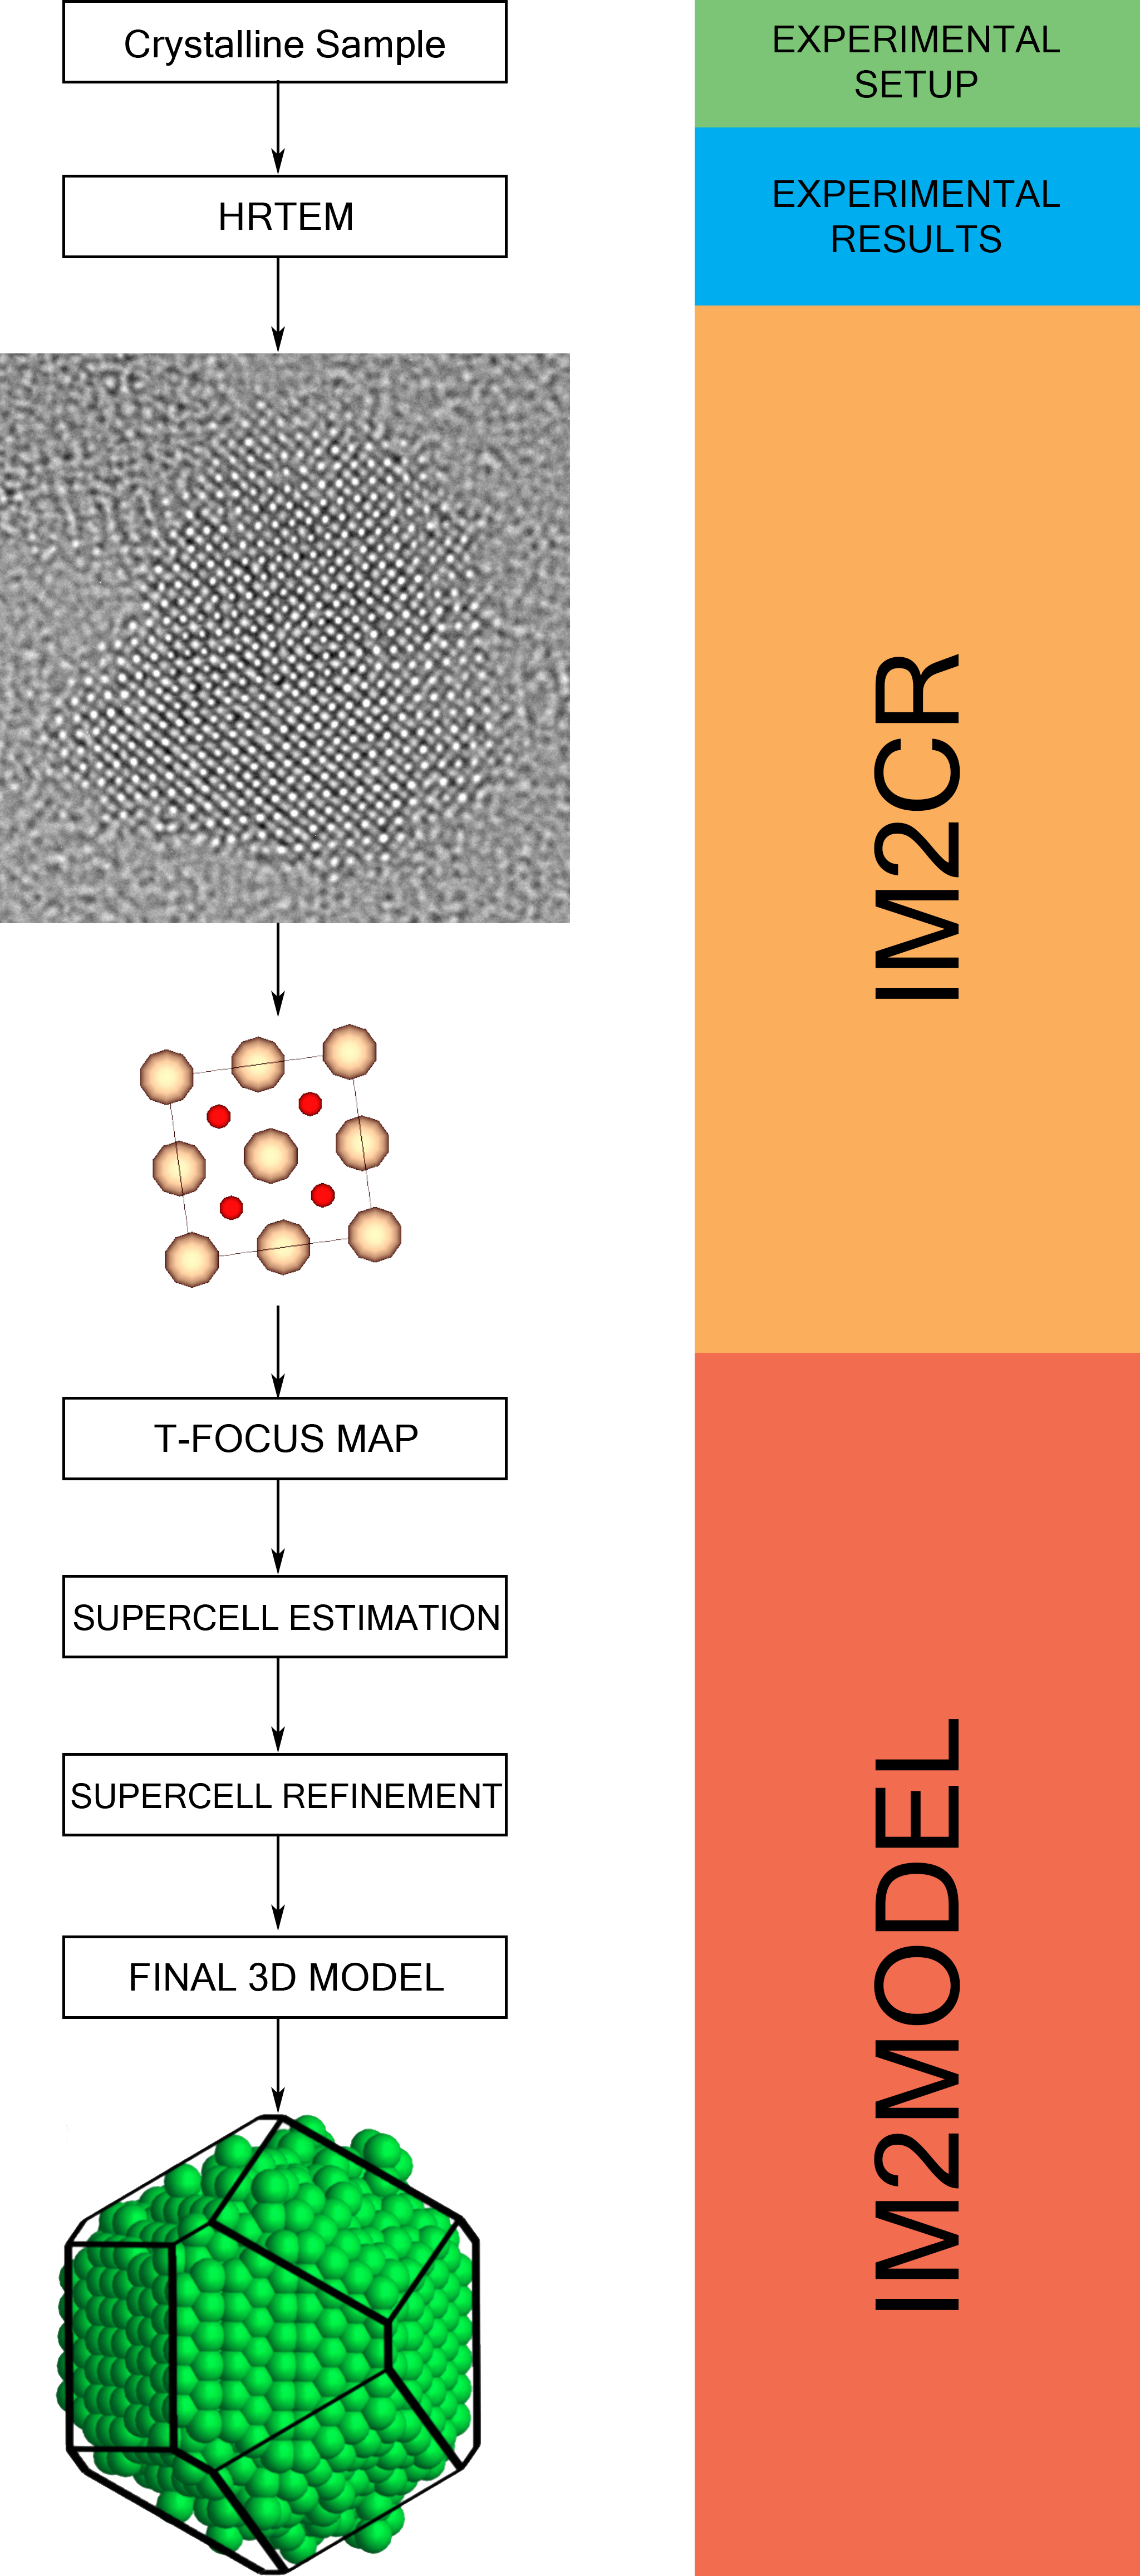 Crystalline Sample
EXPERIMENTAL
SETUP
HRTEM
EXPERIMENTAL
RESULTS
IM2CR
T-FOCUS MAP
SUPERCELL ESTIMATION
SUPERCELL REFINEMENT
FINAL 3D MODEL
IM2MODEL